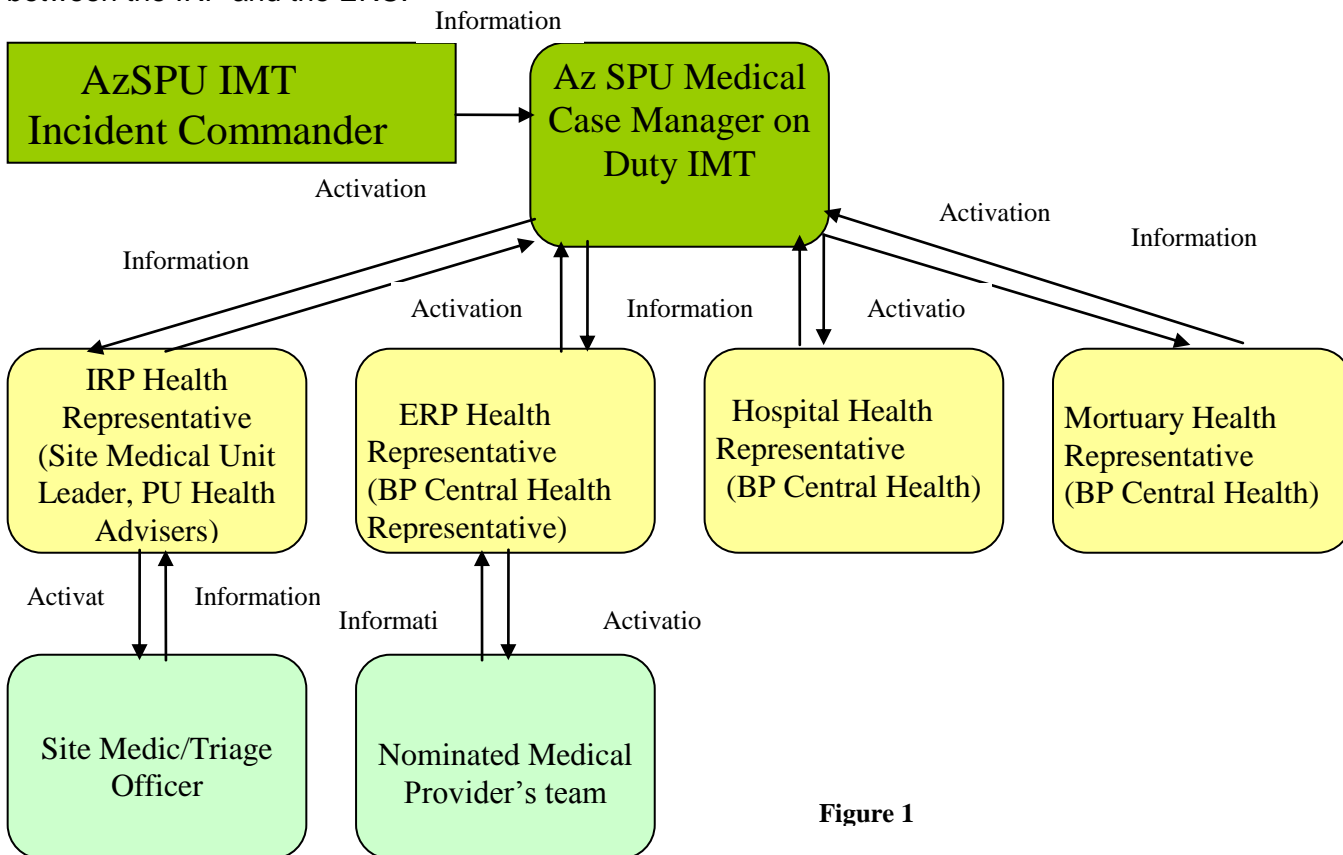 between the IRP and the
Information
AzSPU IMT
Incident Commander
Az SPU Medical
Case Manager on
Duty IMT
Activation
Activation
Information
Information
Activation
Information
Activatio
IRP Health
Representative
(Site Medical Unit
Leader, PU Health
Advisers)
ERP Health
Representative
(BP Central Health
Representative)
Hospital Health
Representative
(BP Central Health)
Mortuary Health
Representative
(BP Central Health)
Activat
Information
Informati
Activatio
Site Medic/Triage
Officer
Nominated Medical
Provider’s team
Figure 1